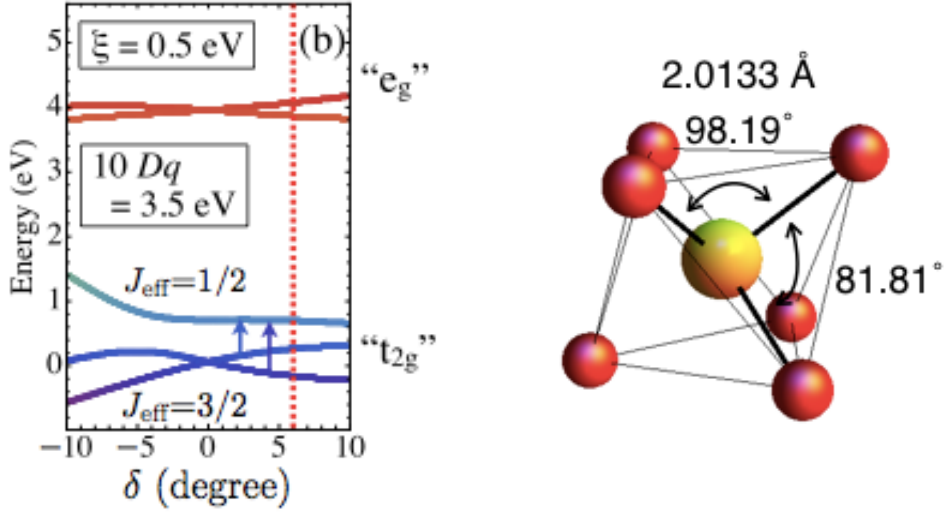 ξ = 0.5 eV
(b)
“e_g”
10 Dq
= 3.5 eV
J_eff=1/2
“t_2g”
J_eff=3/2
Energy (eV)
5
4
3
2
1
0
−10
−5
0
5
10
δ (degree)
2.0133 Å
98.19°
81.81°